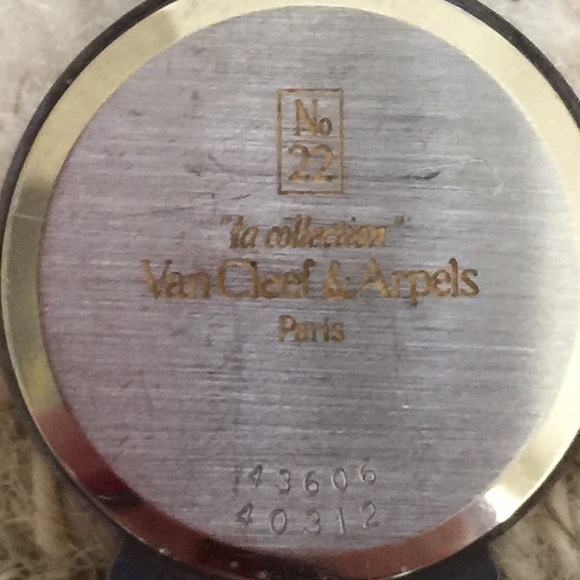 No
22
"la collection"
Van Cleef & Arpels
Paris
143606
40312